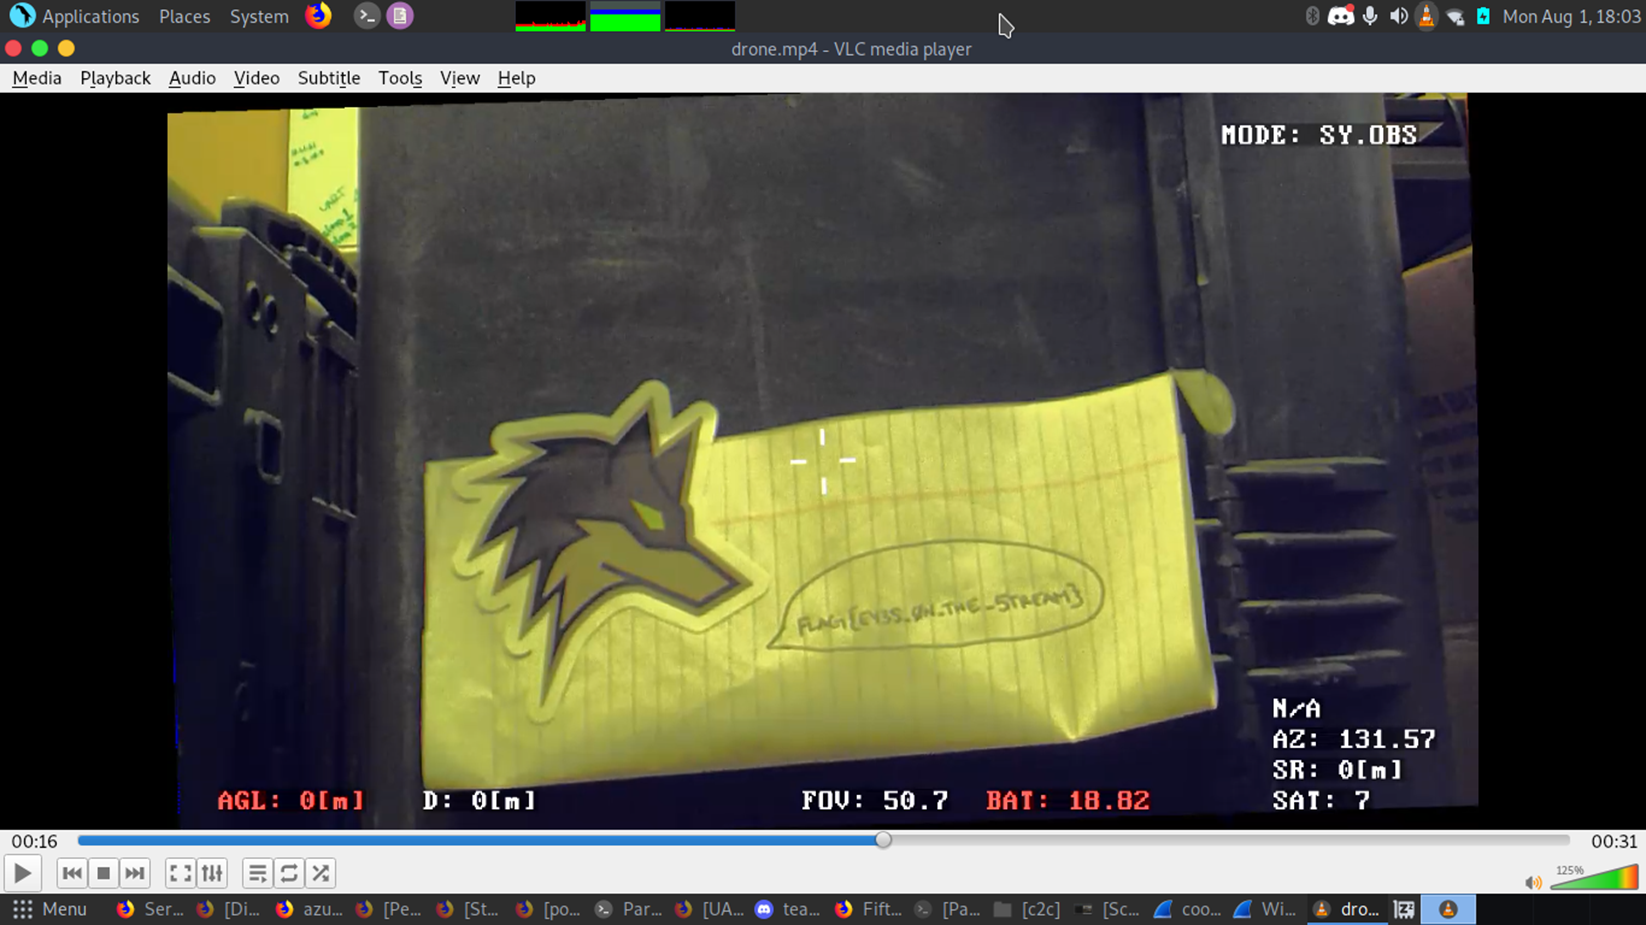 Applications Places System Mon Aug 1, 18:03
drone.mp4 - VLC media player
Media Playback Audio Video Subtitle Tools View Help
MODE: SY.OBS
FLAG{EY3S_ØN_THE_5TREAM}
N/A
AZ: 131.57
SR: 0[m]
AGL: 0[m] D: 0[m] FOV: 50.7 BAT: 18.82 SAT: 7
00:16 00:31
125%
Menu Ser... [Di... azu... [Pe... [St... [po... Par... [UA... tea... Fift... [Pa... [c2c] [Sc... coo... Wi... dro...